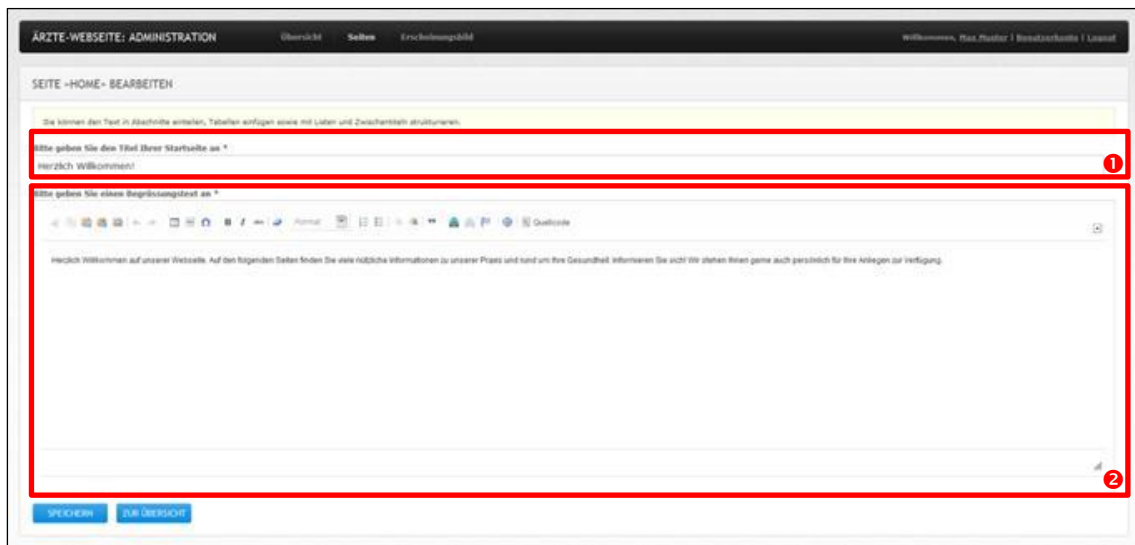 ÄRZTE-WEBSEITE: ADMINISTRATION Übersicht Seiten Erscheinungsbild Willkommen, Max Muster | Benutzerkonto | Logout
SEITE «HOME» BEARBEITEN
Sie können den Text in Abschnitte einteilen, Tabellen einfügen sowie mit Listen und Zwischentiteln strukturieren.
Bitte geben Sie den Titel Ihrer Startseite an *
Herzlich Willkommen!
1
Bitte geben Sie einen Begrüssungstext an *
B I abc Format Quellcode
Herzlich Willkommen auf unserer Webseite. Auf den folgenden Seiten finden Sie viele nützliche Informationen zu unserer Praxis und rund um Ihre Gesundheit. Informieren Sie sich! Wir stehen Ihnen gerne auch persönlich für Ihre Anliegen zur Verfügung.
2
SPEICHERN ZUR ÜBERSICHT